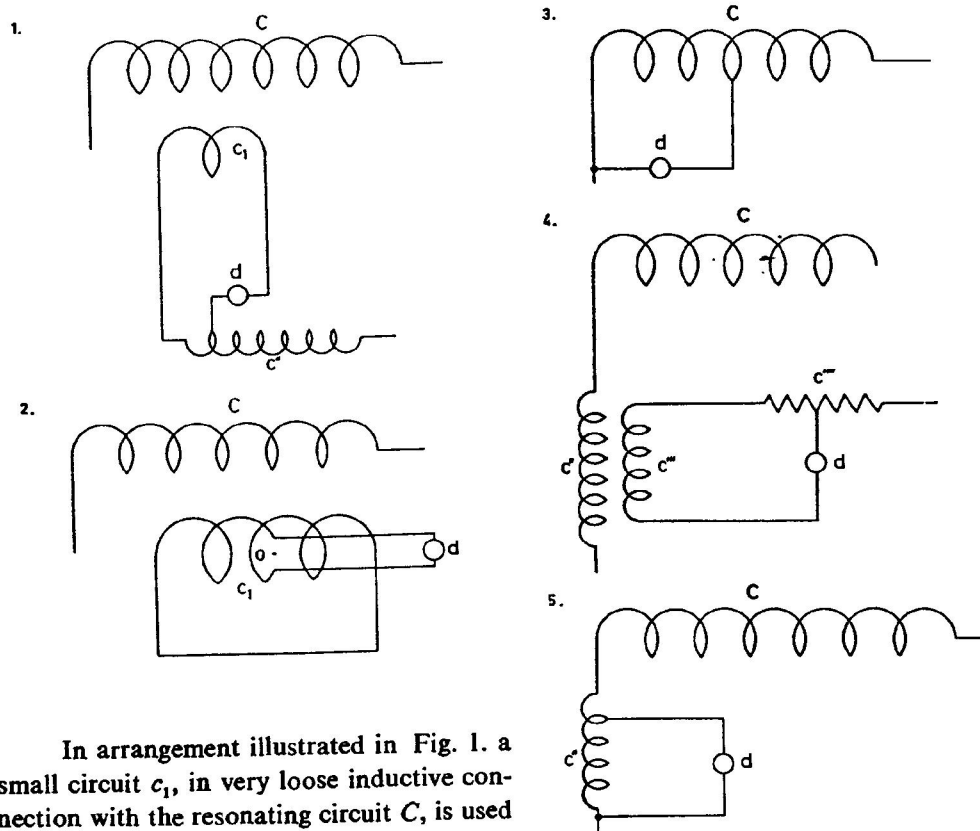 1.
C
c₁
d
c"
2.
C
c₁
o
d
In arrangement illustrated in Fig. 1. a
small circuit c₁, in very loose inductive con-
nection with the resonating circuit C, is used
3.
C
d
4.
C
c"
c'''
c''''
d
5.
C
c"
d